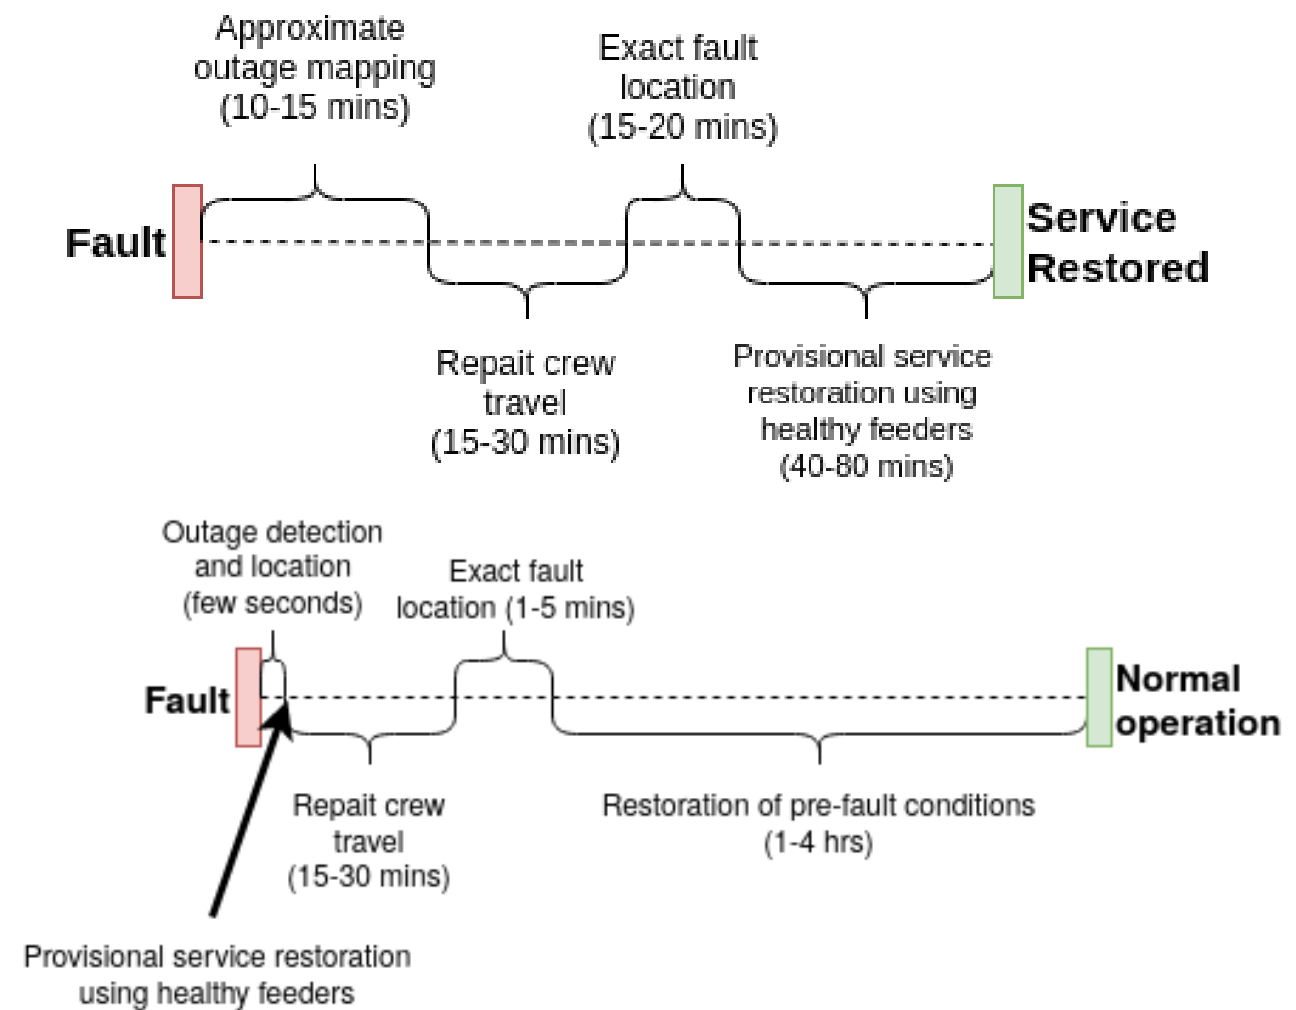 Approximate
outage mapping
(10-15 mins)
Exact fault
location
(15-20 mins)
Fault
Service
Restored
Repait crew
travel
(15-30 mins)
Provisional service
restoration using
healthy feeders
(40-80 mins)
Outage detection
and location
(few seconds)
Exact fault
location (1-5 mins)
Fault
Normal
operation
Repait crew
travel
(15-30 mins)
Restoration of pre-fault conditions
(1-4 hrs)
Provisional service restoration
using healthy feeders